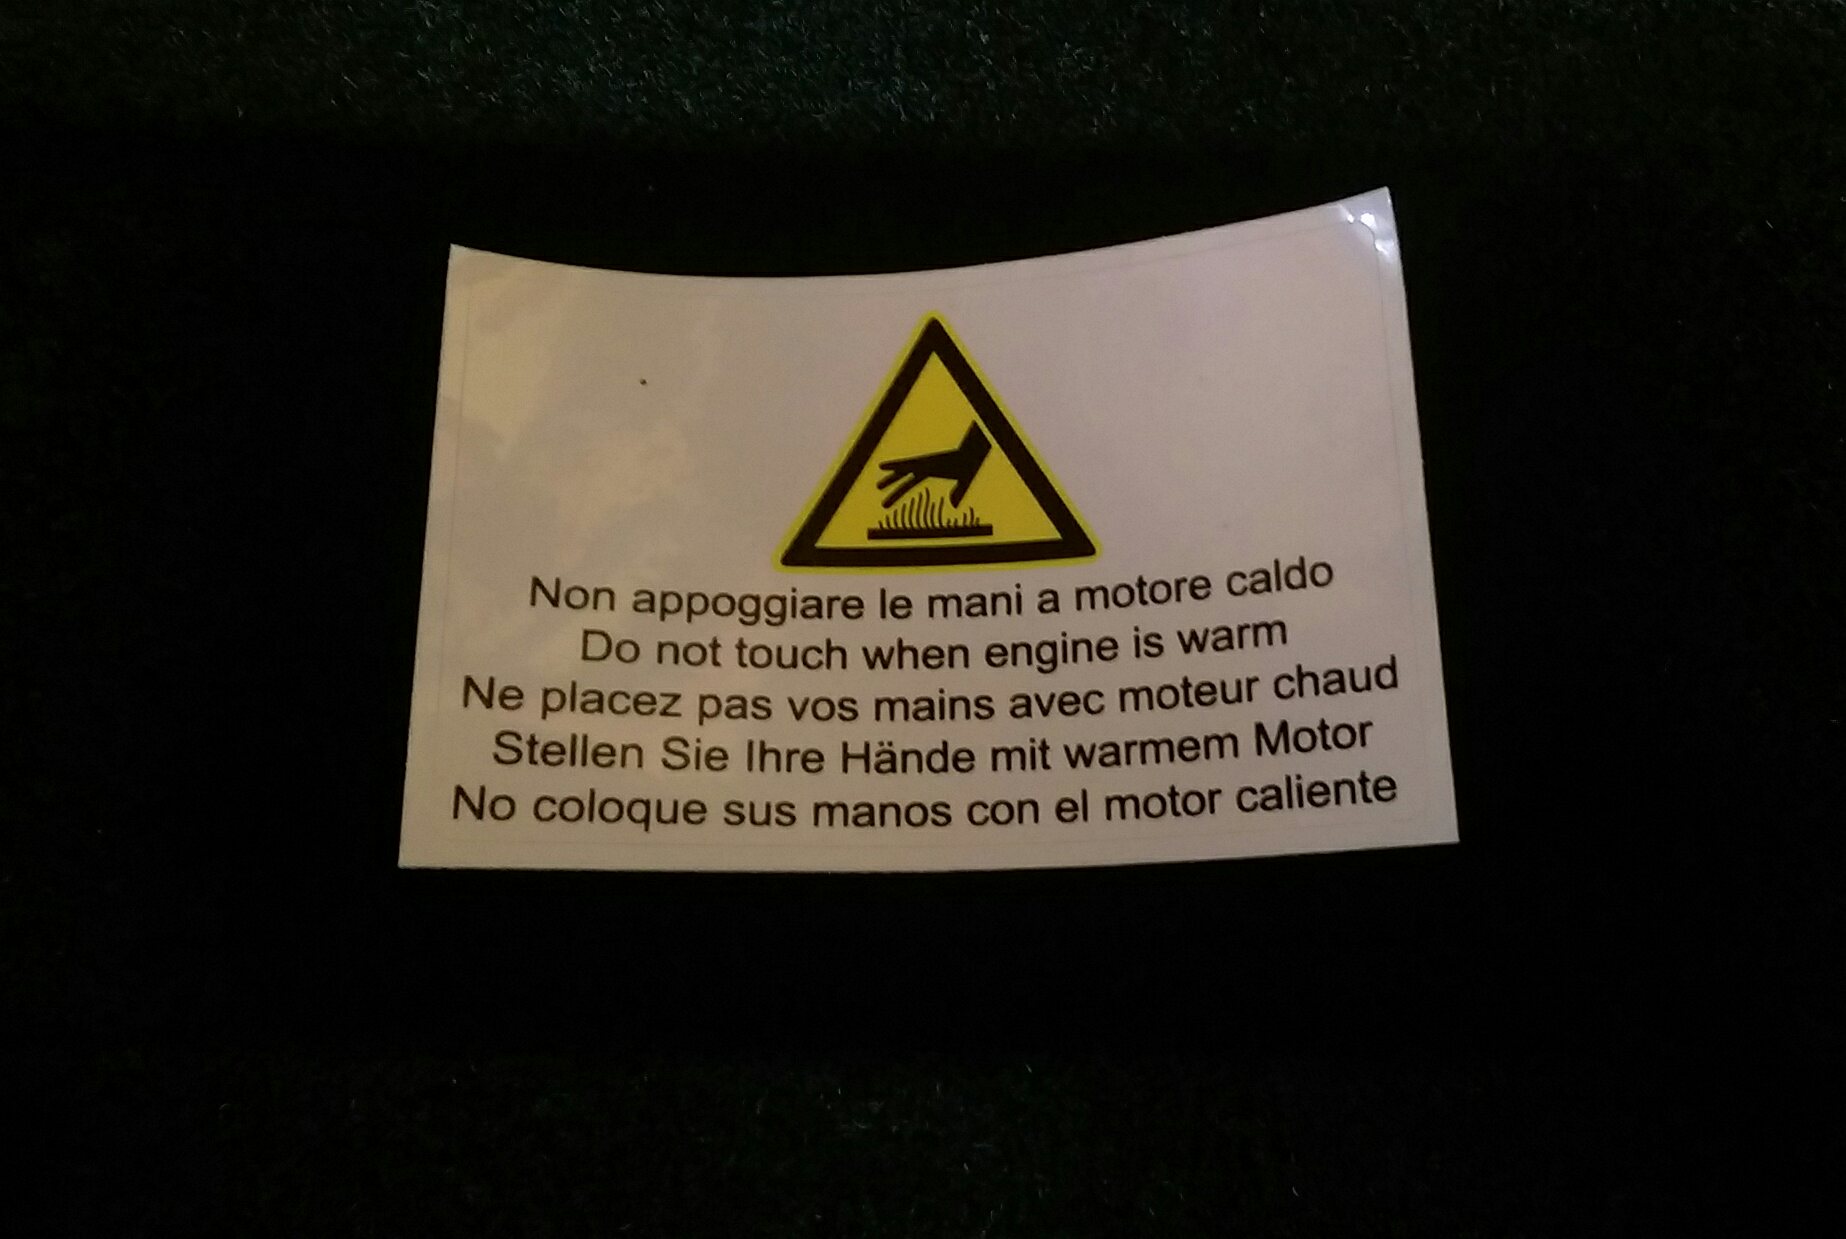 Non appoggiare le mani a motore caldo
Do not touch when engine is warm
Ne placez pas vos mains avec moteur chaud
Stellen Sie Ihre Hände mit warmem Motor
No coloque sus manos con el motor caliente